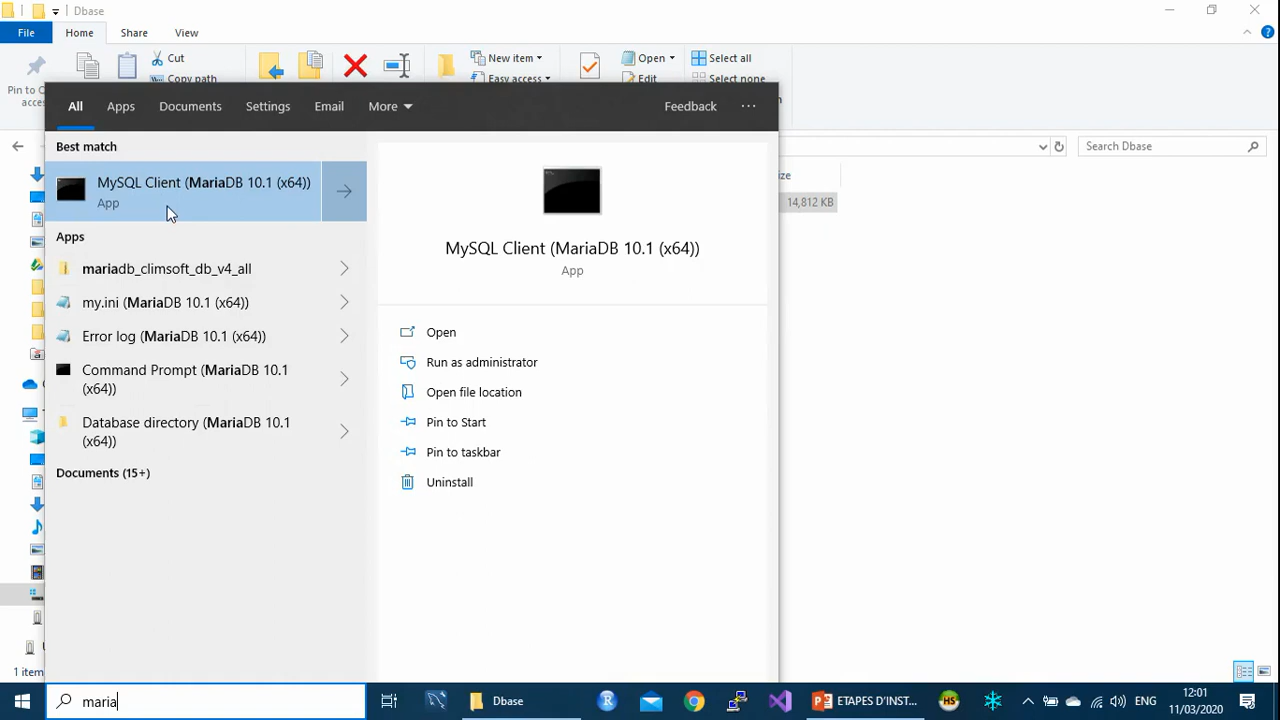 Dbase
File
Home
Share
View
Cut
Copy path
New item
Easy access
Open
Edit
Select all
Select none
Pin to Q
acces
Search Dbase
ize
14,812 KB
All
Apps
Documents
Settings
Email
More
Feedback
Best match
MySQL Client (MariaDB 10.1 (x64))
App
Apps
mariadb_climsoft_db_v4_all
my.ini (MariaDB 10.1 (x64))
Error log (MariaDB 10.1 (x64))
Command Prompt (MariaDB 10.1
(x64))
Database directory (MariaDB 10.1
(x64))
Documents (15+)
MySQL Client (MariaDB 10.1 (x64))
App
Open
Run as administrator
Open file location
Pin to Start
Pin to taskbar
Uninstall
1 item
maria
Dbase
ETAPES D'INST...
ENG
12:01
11/03/2020